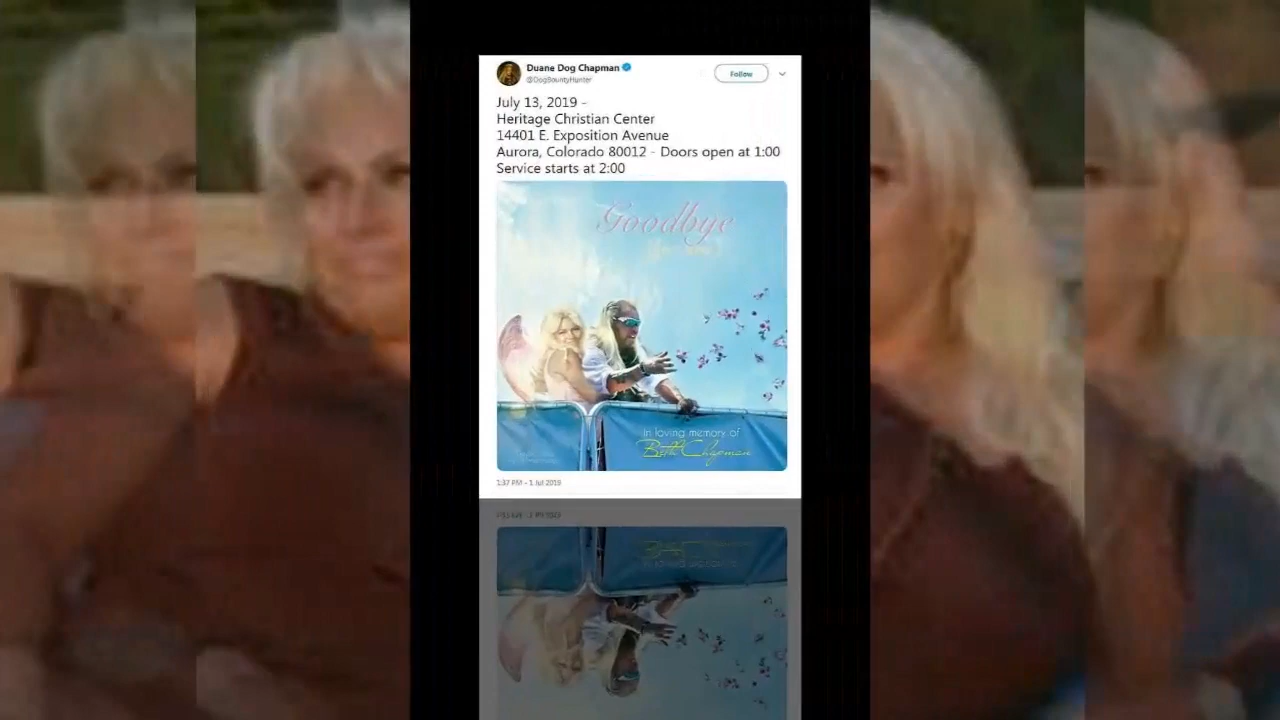 Duane Dog Chapman
@DogBountyHunter
Follow
July 13, 2019 -
Heritage Christian Center
14401 E. Exposition Avenue
Aurora, Colorado 80012 - Doors open at 1:00
Service starts at 2:00
Goodbye
In loving memory of
Beth Chapman
1:37 PM - 1 Jul 2019